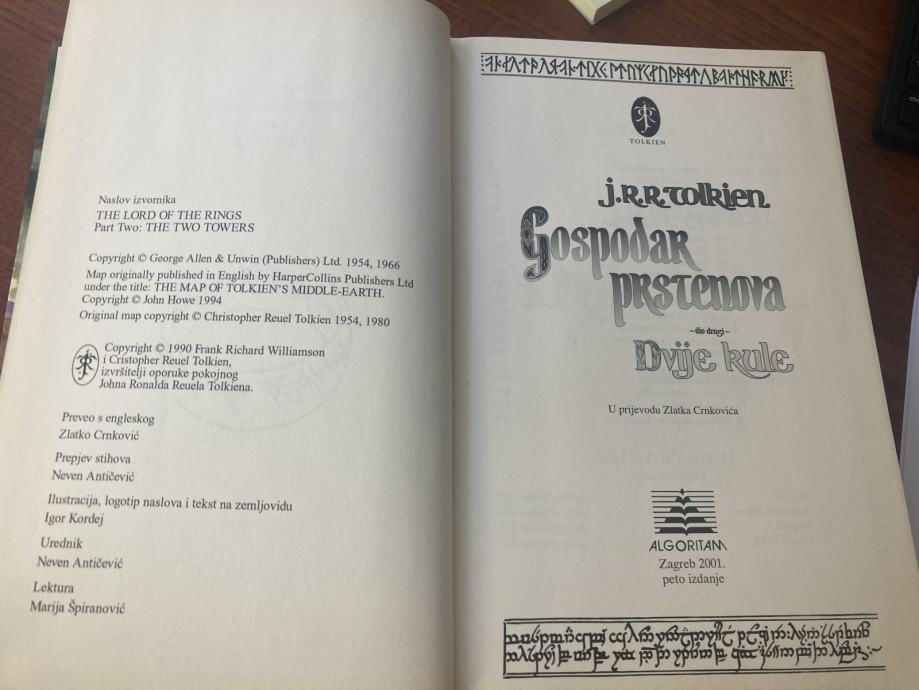 Naslov izvornika
THE LORD OF THE RINGS
Part Two: THE TWO TOWERS
Copyright © George Allen & Unwin (Publishers) Ltd. 1954, 1966
Map originally published in English by HarperCollins Publishers Ltd
under the title: THE MAP OF TOLKIEN'S MIDDLE-EARTH.
Copyright © John Howe 1994
Original map copyright © Christopher Reuel Tolkien 1954, 1980
Copyright © 1990 Frank Richard Williamson
i Cristopher Reuel Tolkien,
izvršitelji oporuke pokojnog
Johna Ronalda Reuela Tolkiena.
Preveo s engleskog
Zlatko Crnković
Prepjev stihova
Neven Antičević
Ilustracija, logotip naslova i tekst na zemljovidu
Igor Kordej
Urednik
Neven Antičević
Lektura
Marija Špiranović
TOLKIEN
J.R.R. Tolkien
Gospodar
prstenova
~dio drugi~
Dvije kule
U prijevodu Zlatka Crnkovića
ALGORITAM
Zagreb 2001.
peto izdanje